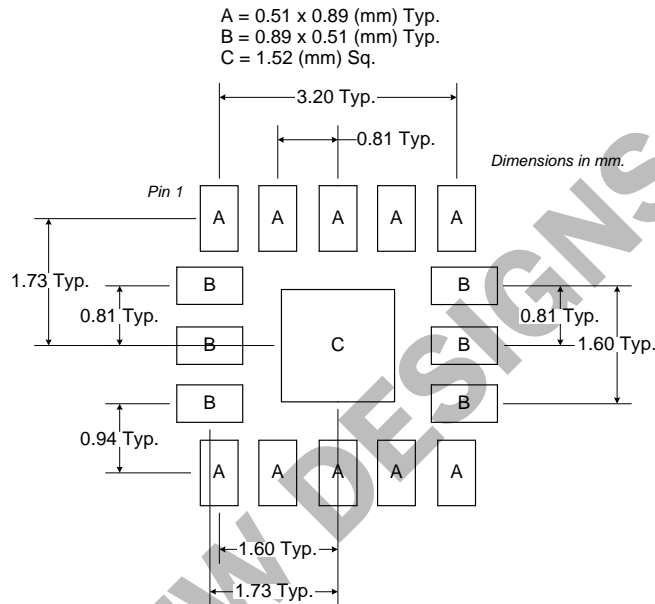 A = 0.51 x 0.89 (mm) Typ.
B = 0.89 x 0.51 (mm) Typ.
C = 1.52 (mm) Sq.
3.20 Typ.
0.81 Typ.
Dimensions in mm.
Pin 1
A A A A A
1.73 Typ.
B B
0.81 Typ. 0.81 Typ.
B C B
1.60 Typ.
B B
0.94 Typ.
A A A A A
1.60 Typ.
1.73 Typ.
W DESIGNS